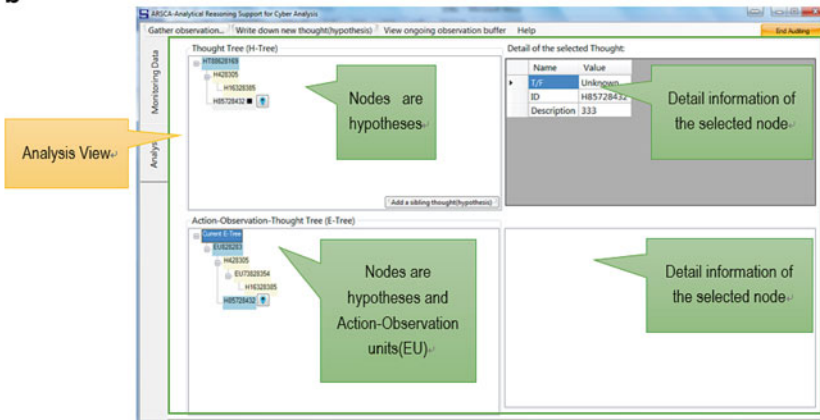 b
ARSCA-Analytical Reasoning Support for Cyber Analysis
Gather observation... Write down new thought(hypothesis) View ongoing observation buffer Help End Auditing
Monitoring Data
Analysis View
Thought Tree (H-Tree)
H428305
H16328385
H85728432
Nodes are
hypotheses
Add a sibling thought(hypothesis)
Detail of the selected Thought:
Name Value
T/F Unknown
ID H85728432
Description 333
Detail information of
the selected node
Action-Observation-Thought Tree (E-Tree)
Current E-Tree
EU828283
H428305
EU73828354
H16328385
H85728432
Nodes are
hypotheses and
Action-Observation
units(EU)
Detail information of
the selected node